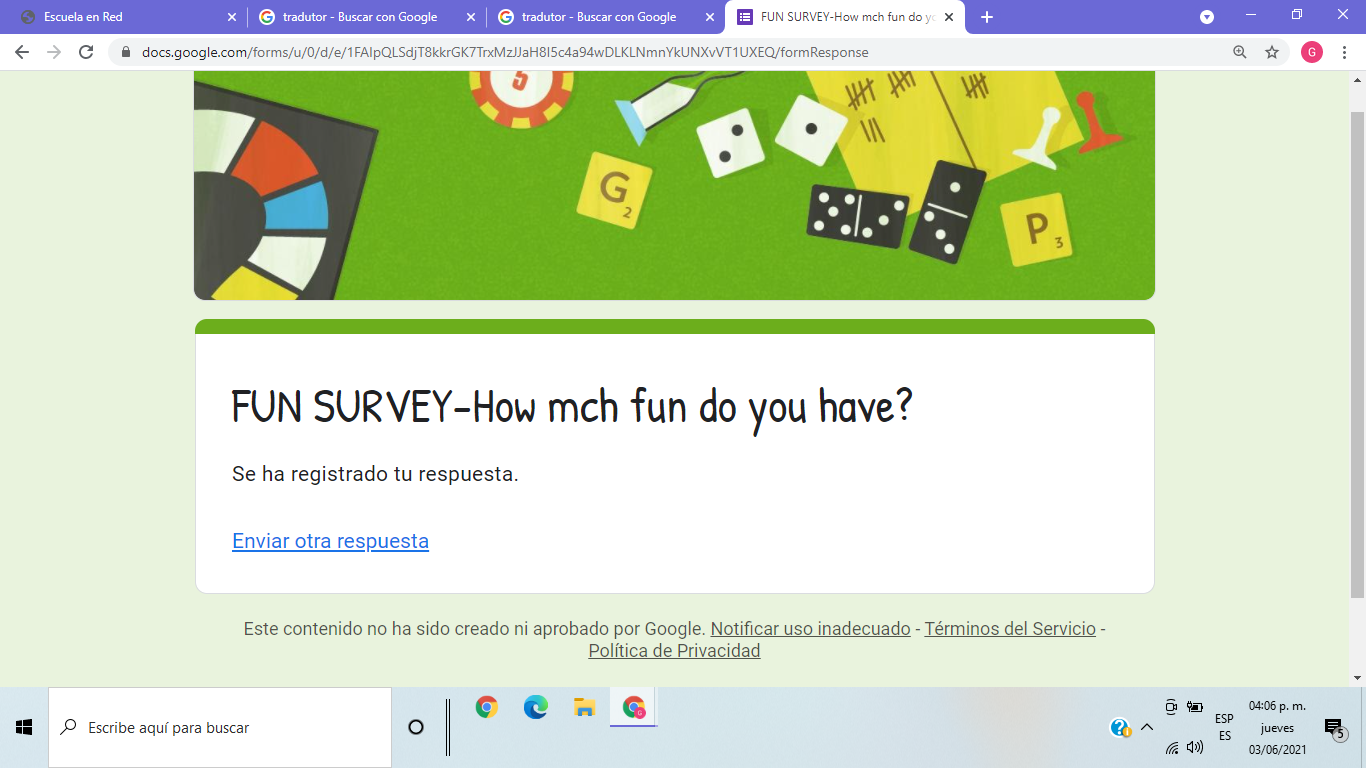 Escuela en Red
tradutor - Buscar con Google
tradutor - Buscar con Google
FUN SURVEY-How mch fun do yo
docs.google.com/forms/u/0/d/e/1FAIpQLSdjT8kkrGK7TrxMzJJaH8I5c4a94wDLKLNmnYkUNXvVT1UXEQ/formResponse
G
5
G
2
P
3
FUN SURVEY-How mch fun do you have?
Se ha registrado tu respuesta.
Enviar otra respuesta
Este contenido no ha sido creado ni aprobado por Google. Notificar uso inadecuado - Términos del Servicio -
Política de Privacidad
Escribe aquí para buscar
G
ESP
ES
04:06 p. m.
jueves
03/06/2021
5